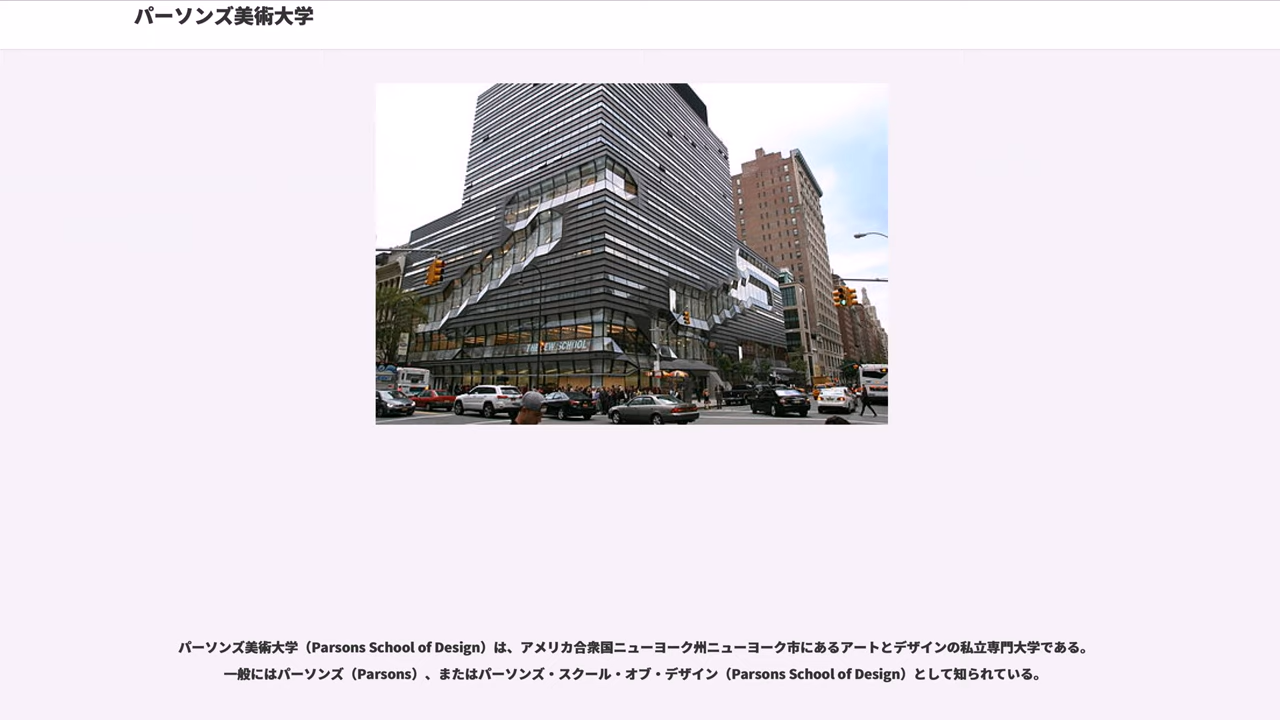 パーソンズ美術大学
THE NEW SCHOOL
パーソンズ美術大学（Parsons School of Design）は、アメリカ合衆国ニューヨーク州ニューヨーク市にあるアートとデザインの私立専門大学である。
一般にはパーソンズ（Parsons）、またはパーソンズ・スクール・オブ・デザイン（Parsons School of Design）として知られている。